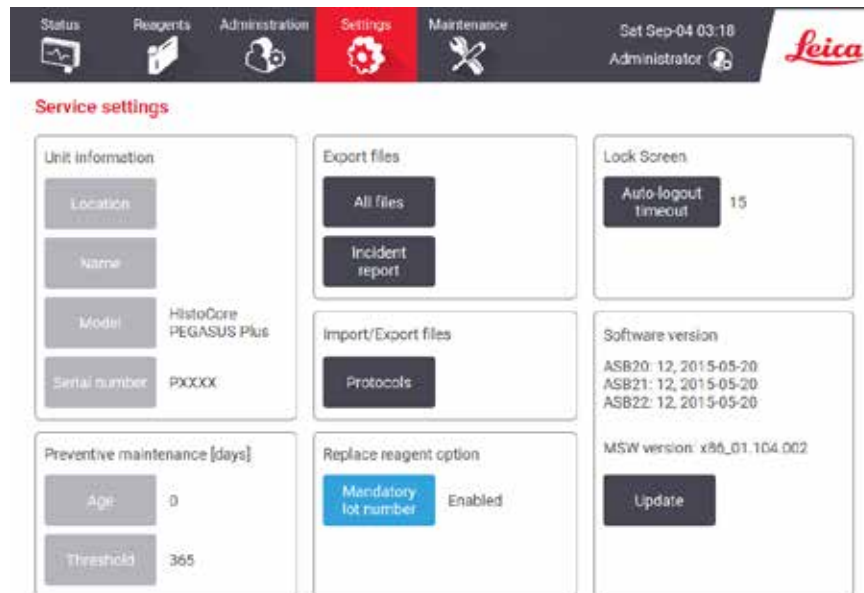 Status Reagents Administration Settings Maintenance
Sat Sep-04 03:18
Administrator
Leica
Service settings
Unit information
Location
Name
Model
HistoCore
PEGASUS Plus
Serial number
PXXXX
Preventive maintenance [days]
Age
0
Threshold
365
Export files
All files
Incident
report
Import/Export files
Protocols
Replace reagent option
Mandatory
lot number
Enabled
Lock Screen
Auto-logout
timeout
15
Software version
ASB20: 12, 2015-05-20
ASB21: 12, 2015-05-20
ASB22: 12, 2015-05-20
MSW version: x86_01.104.002
Update